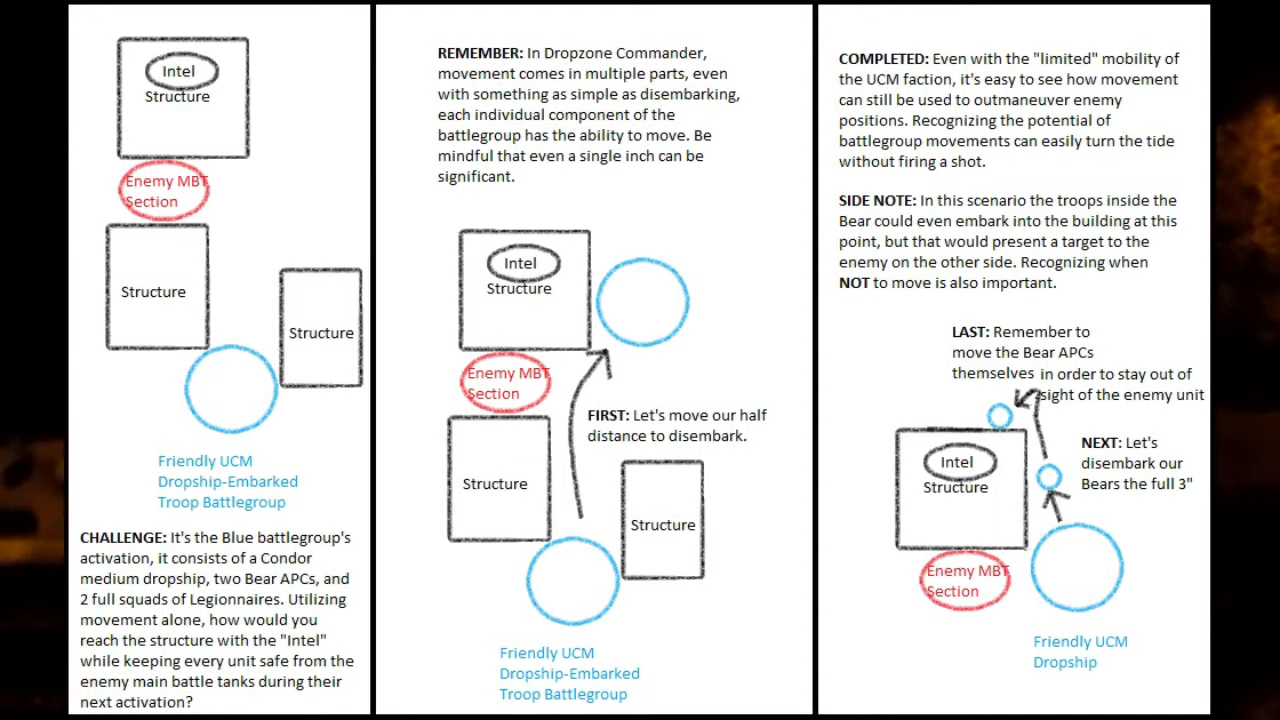 Intel
Structure
Enemy MBT
Section
Structure
Structure
Friendly UCM
Dropship-Embarked
Troop Battlegroup
CHALLENGE: It's the Blue battlegroup's
activation, it consists of a Condor
medium dropship, two Bear APCs, and
2 full squads of Legionnaires. Utilizing
movement alone, how would you
reach the structure with the "Intel"
while keeping every unit safe from the
enemy main battle tanks during their
next activation?
REMEMBER: In Dropzone Commander,
movement comes in multiple parts, even
with something as simple as disembarking,
each individual component of the
battlegroup has the ability to move. Be
mindful that even a single inch can be
significant.
Intel
Structure
Enemy MBT
Section
FIRST: Let's move our half
distance to disembark.
Structure
Structure
Friendly UCM
Dropship-Embarked
Troop Battlegroup
COMPLETED: Even with the "limited" mobility of
the UCM faction, it's easy to see how movement
can still be used to outmaneuver enemy
positions. Recognizing the potential of
battlegroup movements can easily turn the tide
without firing a shot.
SIDE NOTE: In this scenario the troops inside the
Bear could even embark into the building at this
point, but that would present a target to the
enemy on the other side. Recognizing when
NOT to move is also important.
LAST: Remember to
move the Bear APCs
themselves in order to stay out of
sight of the enemy unit
NEXT: Let's
disembark our
Bears the full 3"
Intel
Structure
Enemy MBT
Section
Friendly UCM
Dropship